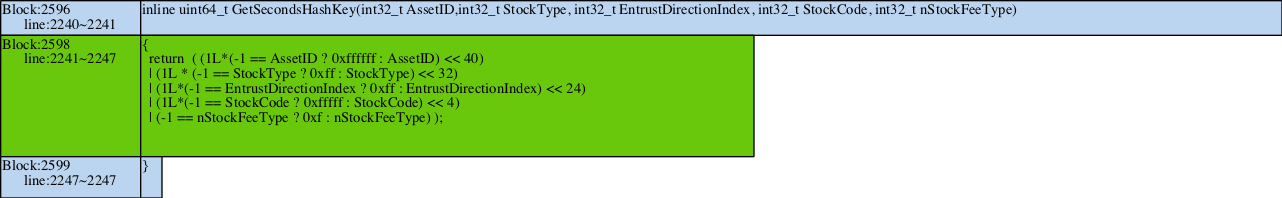 Block:2596
line:2240~2241
inline uint64_t GetSecondsHashKey(int32_t AssetID,int32_t StockType, int32_t EntrustDirectionIndex, int32_t StockCode, int32_t nStockFeeType)
Block:2598
line:2241~2247
{
return ( (1L*(-1 == AssetID ? 0xffffff : AssetID) << 40)
| (1L * (-1 == StockType ? 0xff : StockType) << 32)
| (1L*(-1 == EntrustDirectionIndex ? 0xff : EntrustDirectionIndex) << 24)
| (1L*(-1 == StockCode ? 0xfffff : StockCode) << 4)
| (-1 == nStockFeeType ? 0xf : nStockFeeType) );
Block:2599
line:2247~2247
}